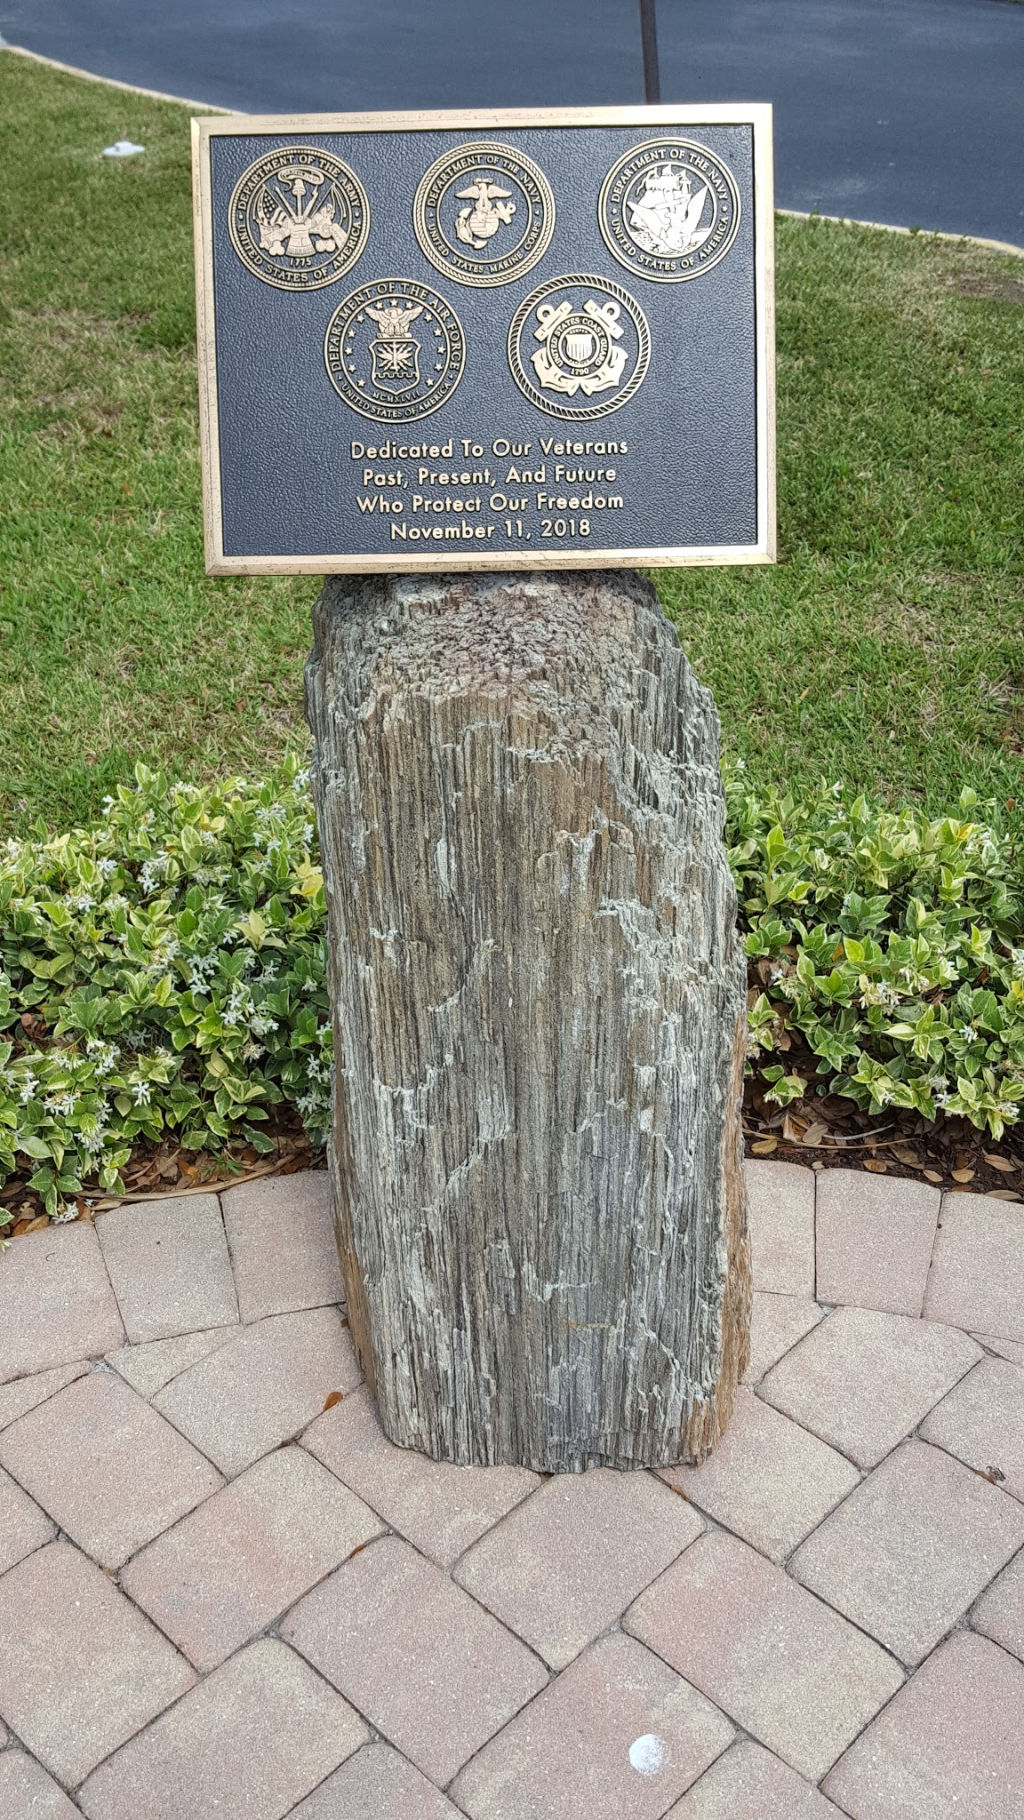 DEPARTMENT OF THE ARMY
1775
UNITED STATES OF AMERICA
DEPARTMENT OF THE NAVY
UNITED STATES MARINE CORPS
DEPARTMENT OF THE NAVY
UNITED STATES OF AMERICA
DEPARTMENT OF THE AIR FORCE
MCMXLVII
UNITED STATES OF AMERICA
UNITED STATES COAST GUARD
1790
Dedicated To Our Veterans
Past, Present, And Future
Who Protect Our Freedom
November 11, 2018